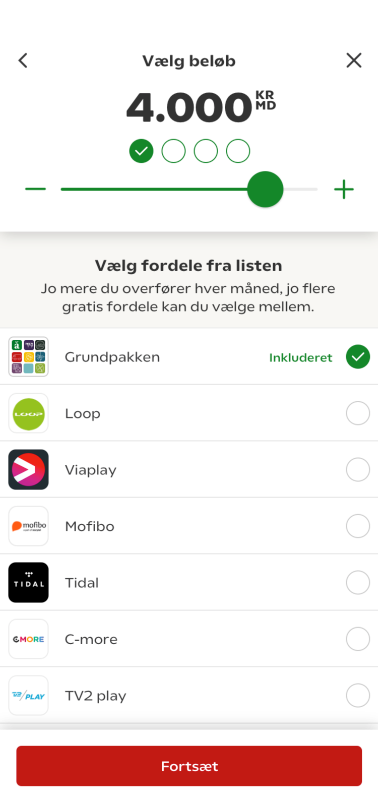 Vælg beløb
4.000 KR MD
Vælg fordele fra listen
Jo mere du overfører hver måned, jo flere
gratis fordele kan du vælge mellem.
Grundpakken Inkluderet
LOOP Loop
Viaplay
mofibo Mofibo
TIDAL Tidal
CMORE C-more
TV2 PLAY TV2 play
Fortsæt